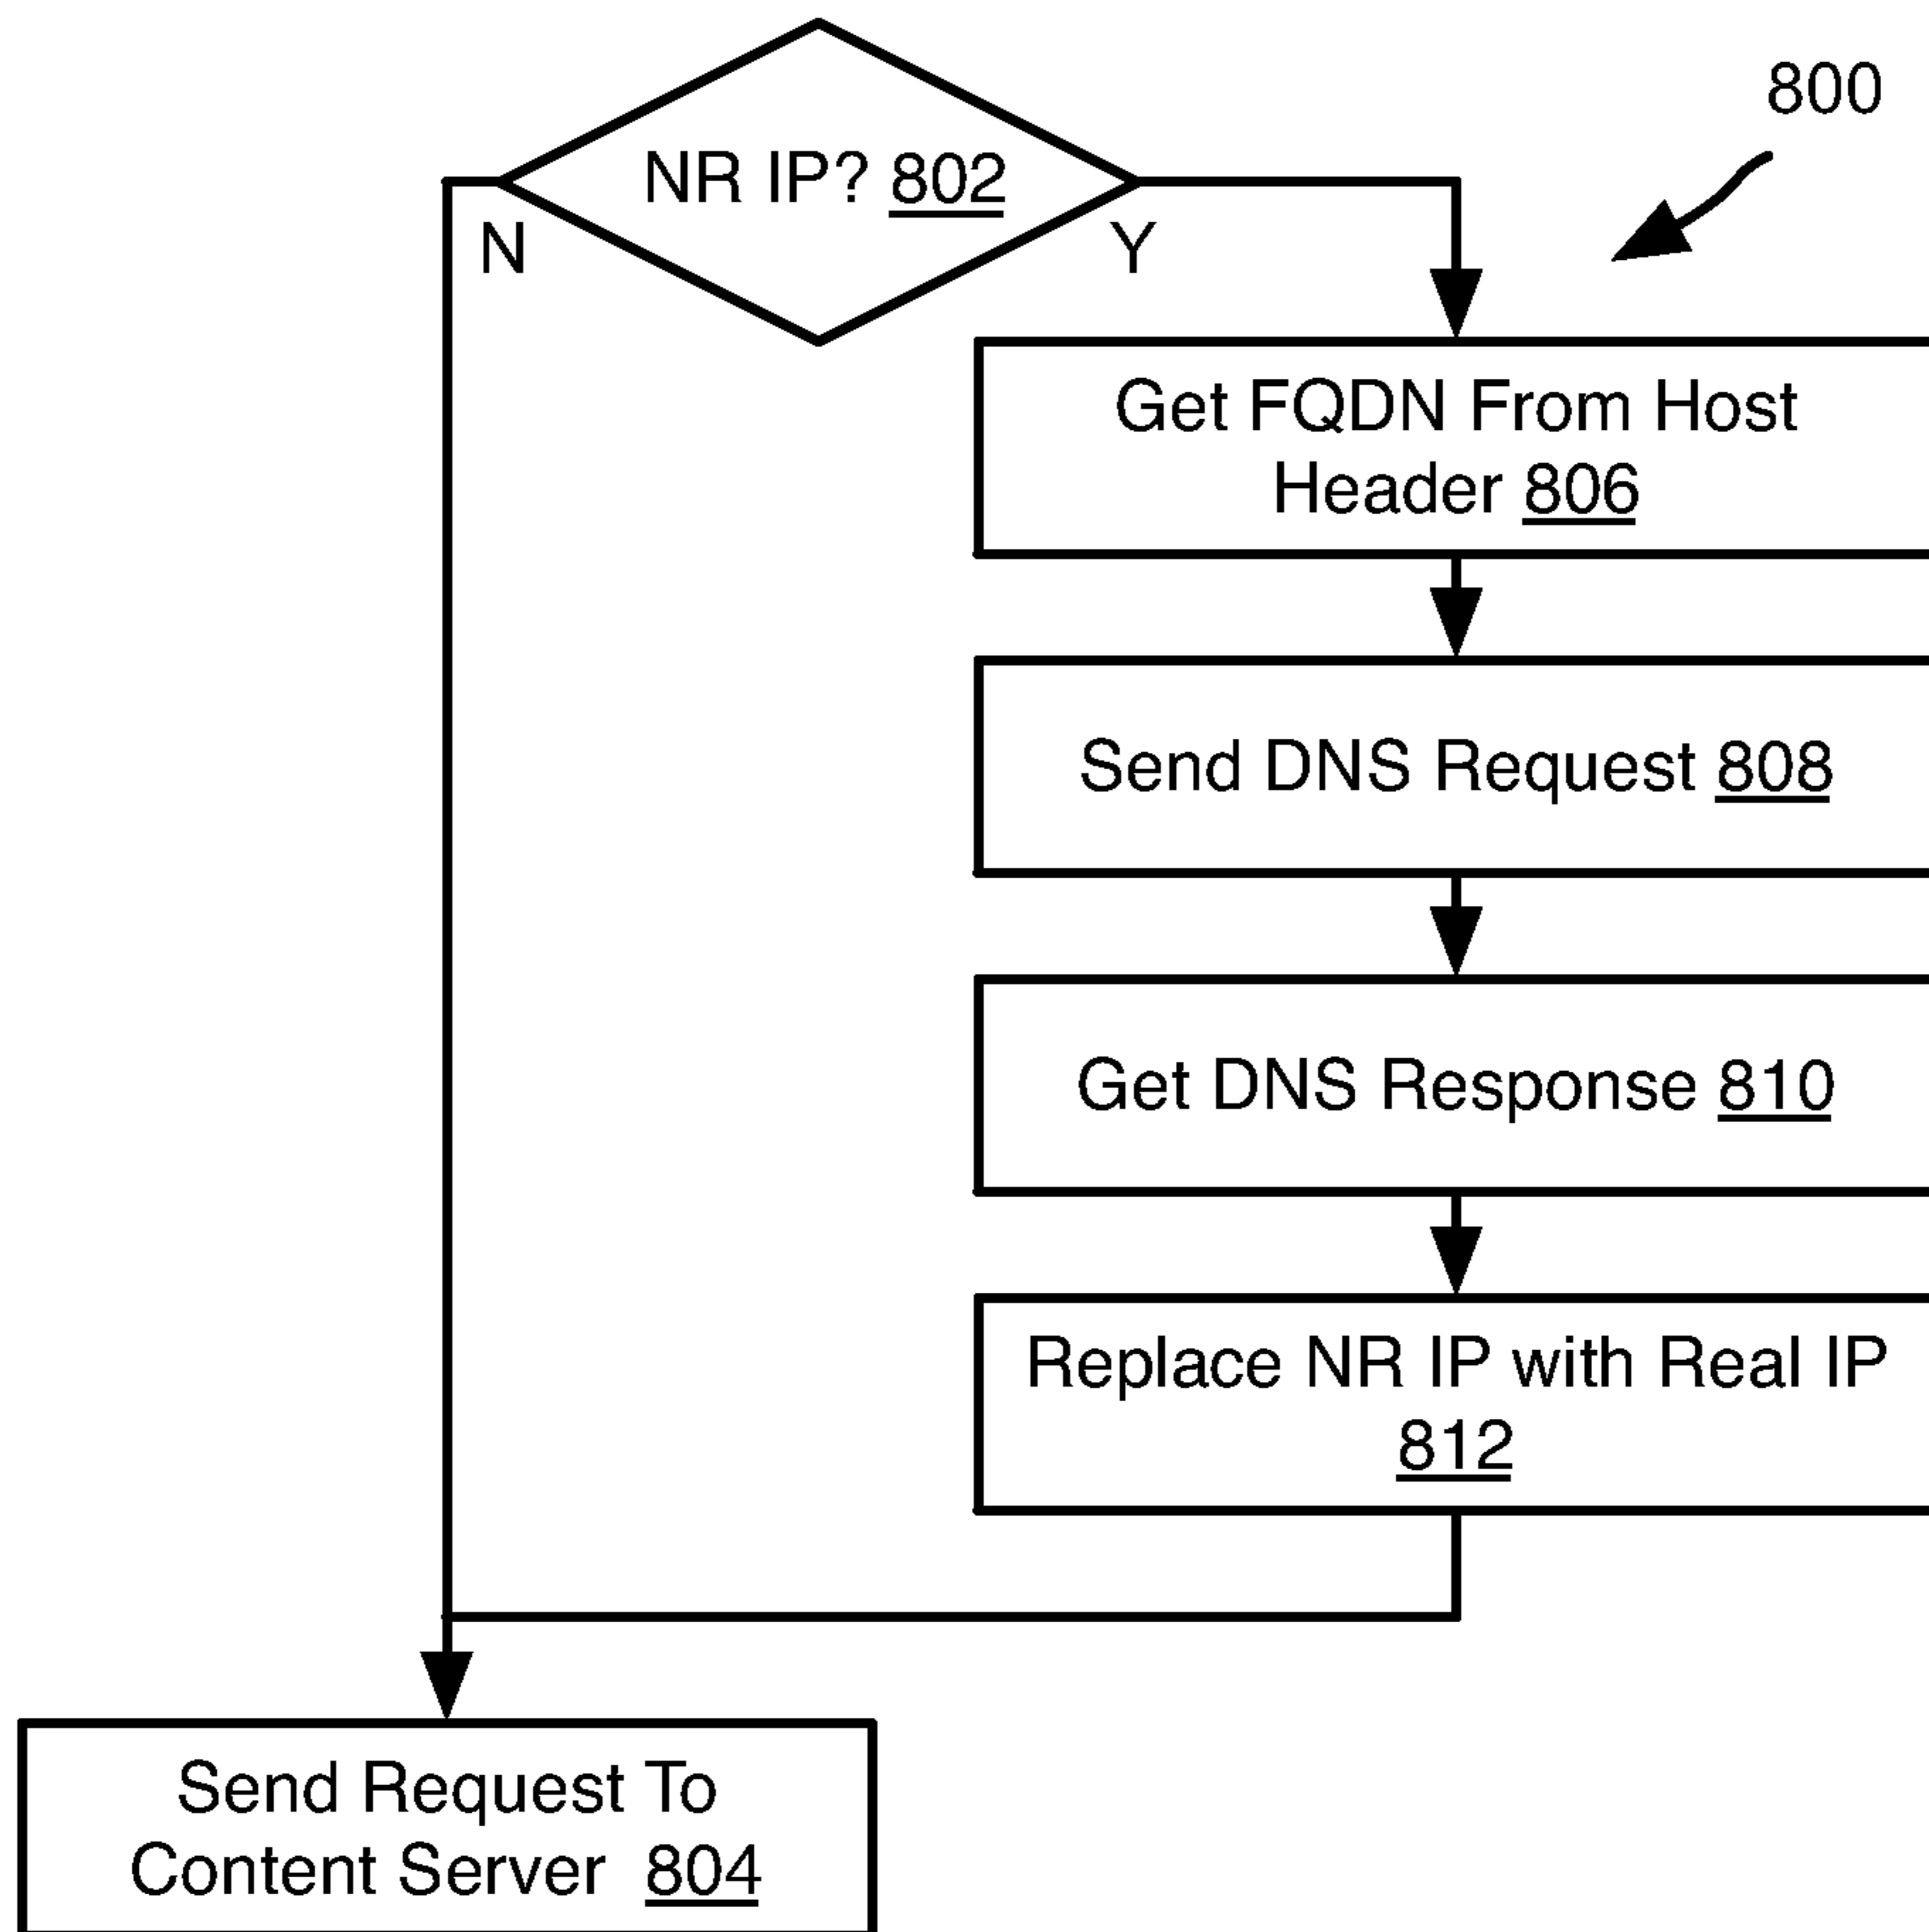 800
NR IP? 802
N
Y
Get FQDN From Host
Header 806
Send DNS Request 808
Get DNS Response 810
Replace NR IP with Real IP
812
Send Request To
Content Server 804